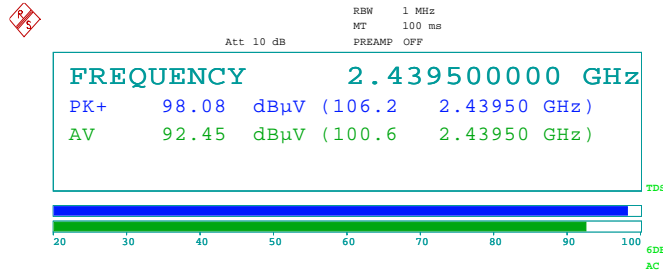 RBW 1 MHz
MT 100 ms
Att 10 dB PREAMP OFF
FREQUENCY 2.439500000 GHz
PK+ 98.08 dBµV (106.2 2.43950 GHz)
AV 92.45 dBµV (100.6 2.43950 GHz)
TDS
20 30 40 50 60 70 80 90 100
6DB
AC